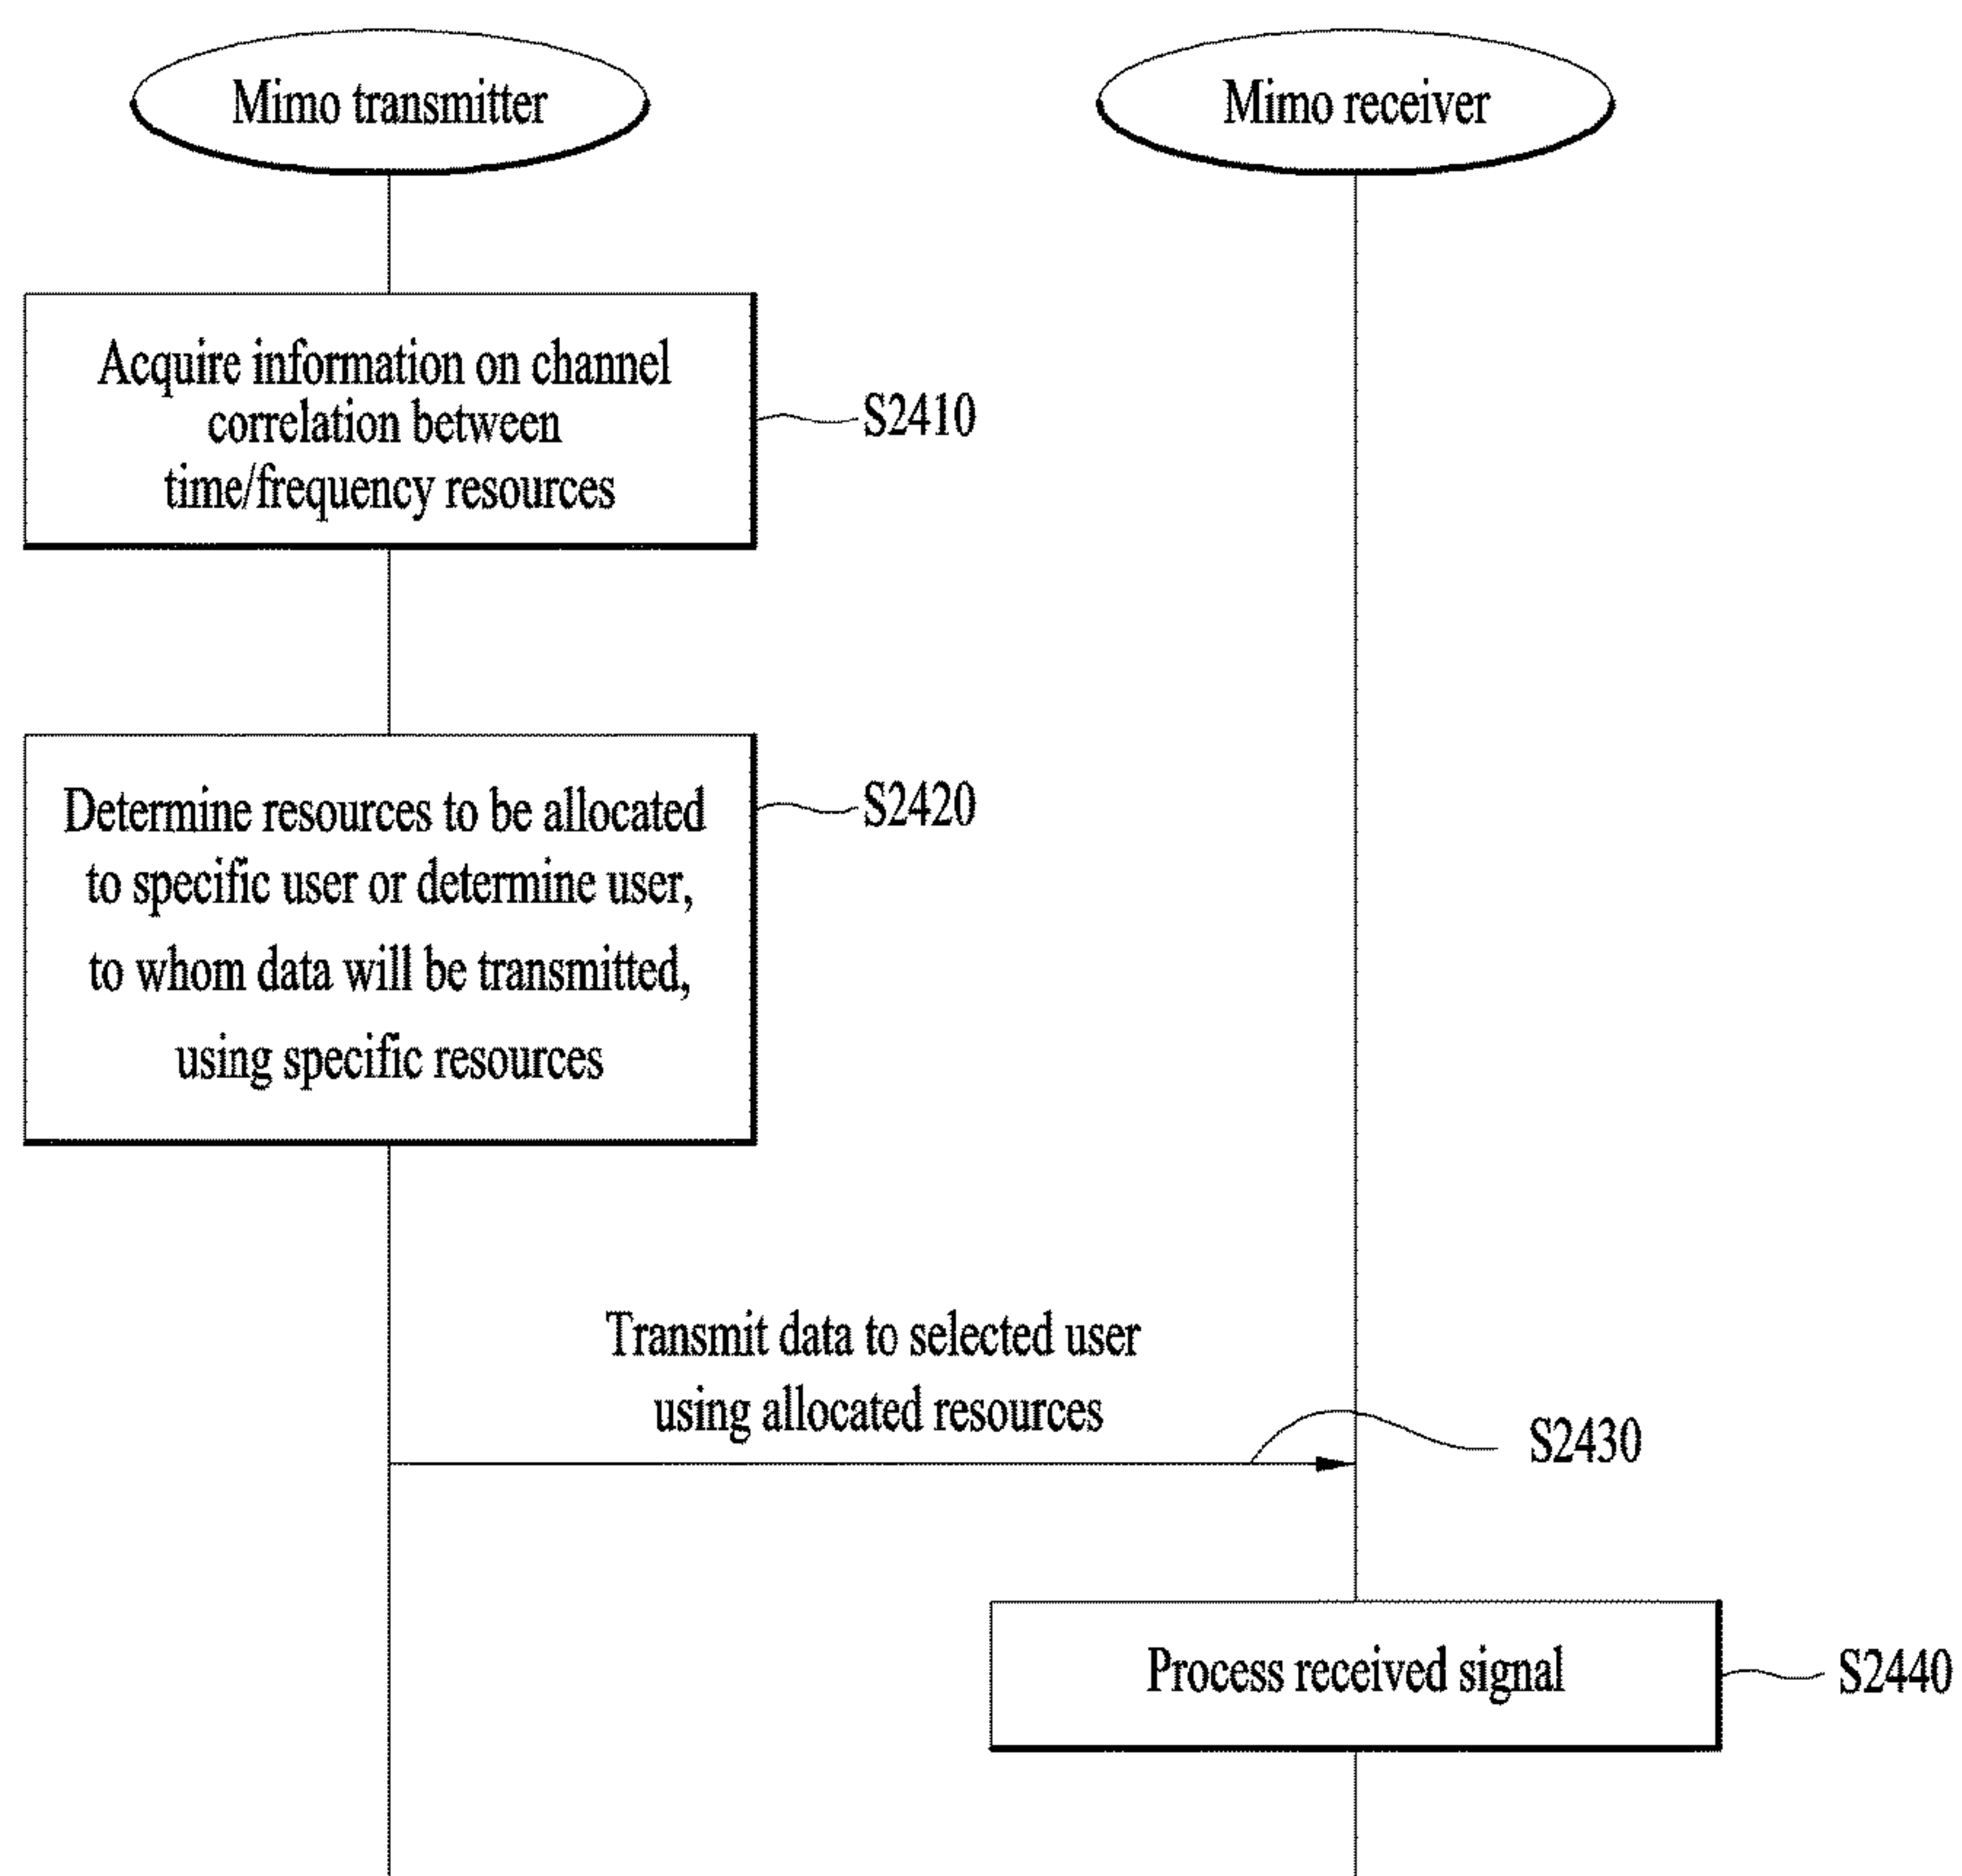 Mimo transmitter
Mimo receiver
Acquire information on channel
correlation between
time/frequency resources
S2410
Determine resources to be allocated
to specific user or determine user,
to whom data will be transmitted,
using specific resources
S2420
Transmit data to selected user
using allocated resources
S2430
Process received signal
S2440